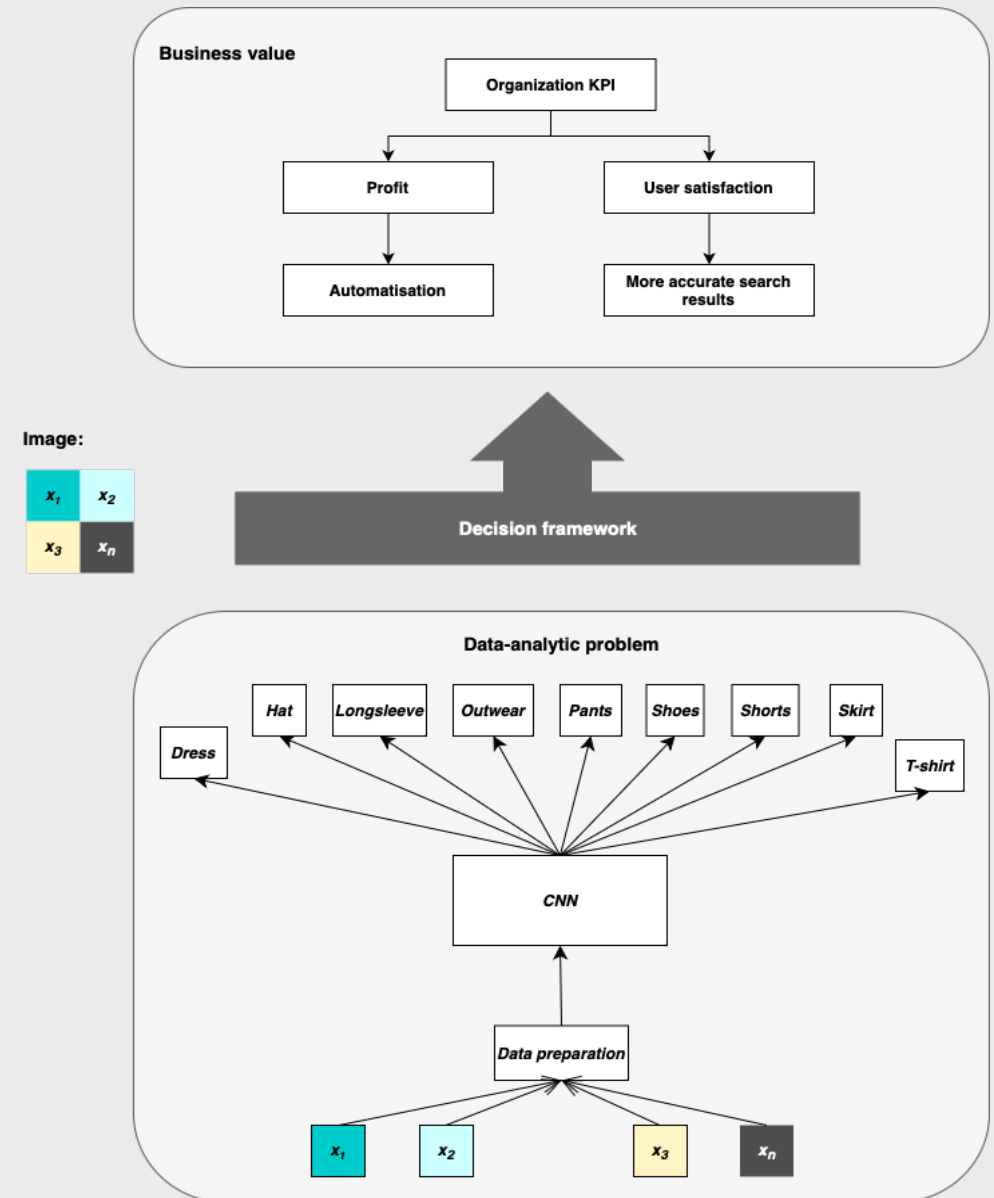 Business value
Organization KPI
Profit
User satisfaction
Automatisation
More accurate search
results
Image:
x₁
x₂
x₃
xₙ
Decision framework
Data-analytic problem
Hat
Longsleeve
Outwear
Pants
Shoes
Shorts
Skirt
Dress
T-shirt
CNN
Data preparation
x₁
x₂
x₃
xₙ